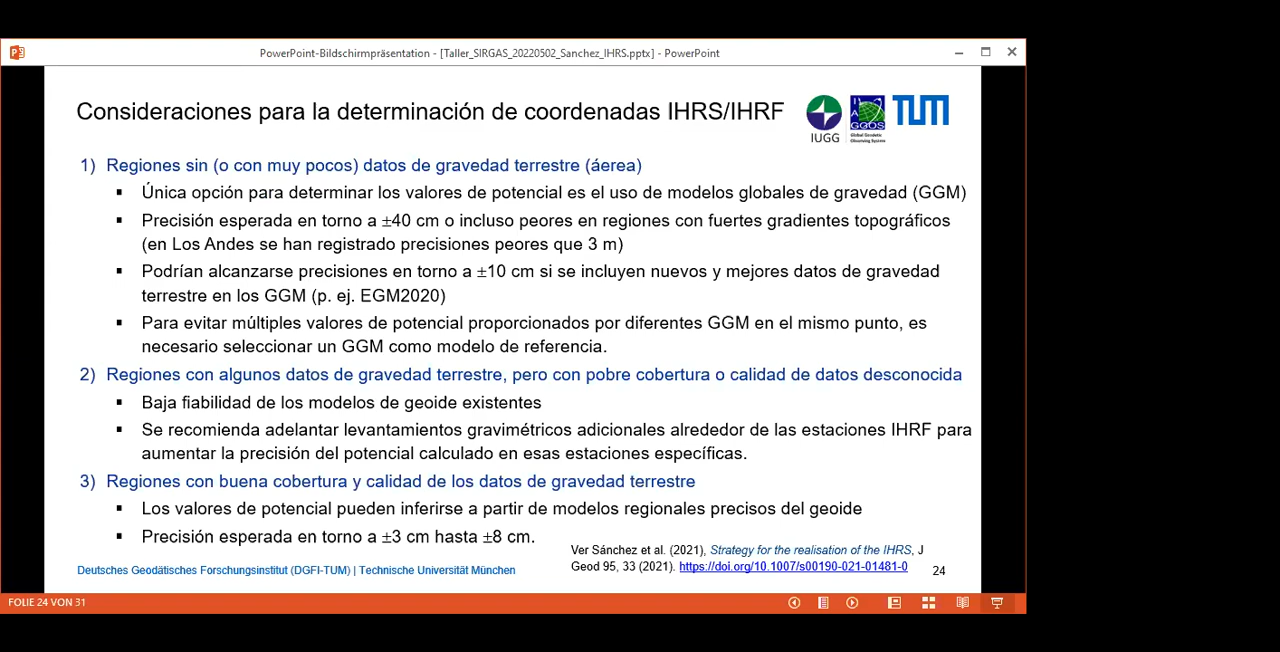 PowerPoint-Bildschirmpräsentation - [Taller_SIRGAS_20220502_Sanchez_IHRS.pptx] - PowerPoint
Consideraciones para la determinación de coordenadas IHRS/IHRF
IUGG
IAG
GGOS
Global Geodetic
Observing System
TUM
1) Regiones sin (o con muy pocos) datos de gravedad terrestre (áerea)
▪ Única opción para determinar los valores de potencial es el uso de modelos globales de gravedad (GGM)
▪ Precisión esperada en torno a ±40 cm o incluso peores en regiones con fuertes gradientes topográficos
(en Los Andes se han registrado precisiones peores que 3 m)
▪ Podrían alcanzarse precisiones en torno a ±10 cm si se incluyen nuevos y mejores datos de gravedad
terrestre en los GGM (p. ej. EGM2020)
▪ Para evitar múltiples valores de potencial proporcionados por diferentes GGM en el mismo punto, es
necesario seleccionar un GGM como modelo de referencia.
2) Regiones con algunos datos de gravedad terrestre, pero con pobre cobertura o calidad de datos desconocida
▪ Baja fiabilidad de los modelos de geoide existentes
▪ Se recomienda adelantar levantamientos gravimétricos adicionales alrededor de las estaciones IHRF para
aumentar la precisión del potencial calculado en esas estaciones específicas.
3) Regiones con buena cobertura y calidad de los datos de gravedad terrestre
▪ Los valores de potencial pueden inferirse a partir de modelos regionales precisos del geoide
▪ Precisión esperada en torno a ±3 cm hasta ±8 cm.
Ver Sánchez et al. (2021), Strategy for the realisation of the IHRS, J
Geod 95, 33 (2021). https://doi.org/10.1007/s00190-021-01481-0
Deutsches Geodätisches Forschungsinstitut (DGFI-TUM) | Technische Universität München
24
FOLIE 24 VON 31